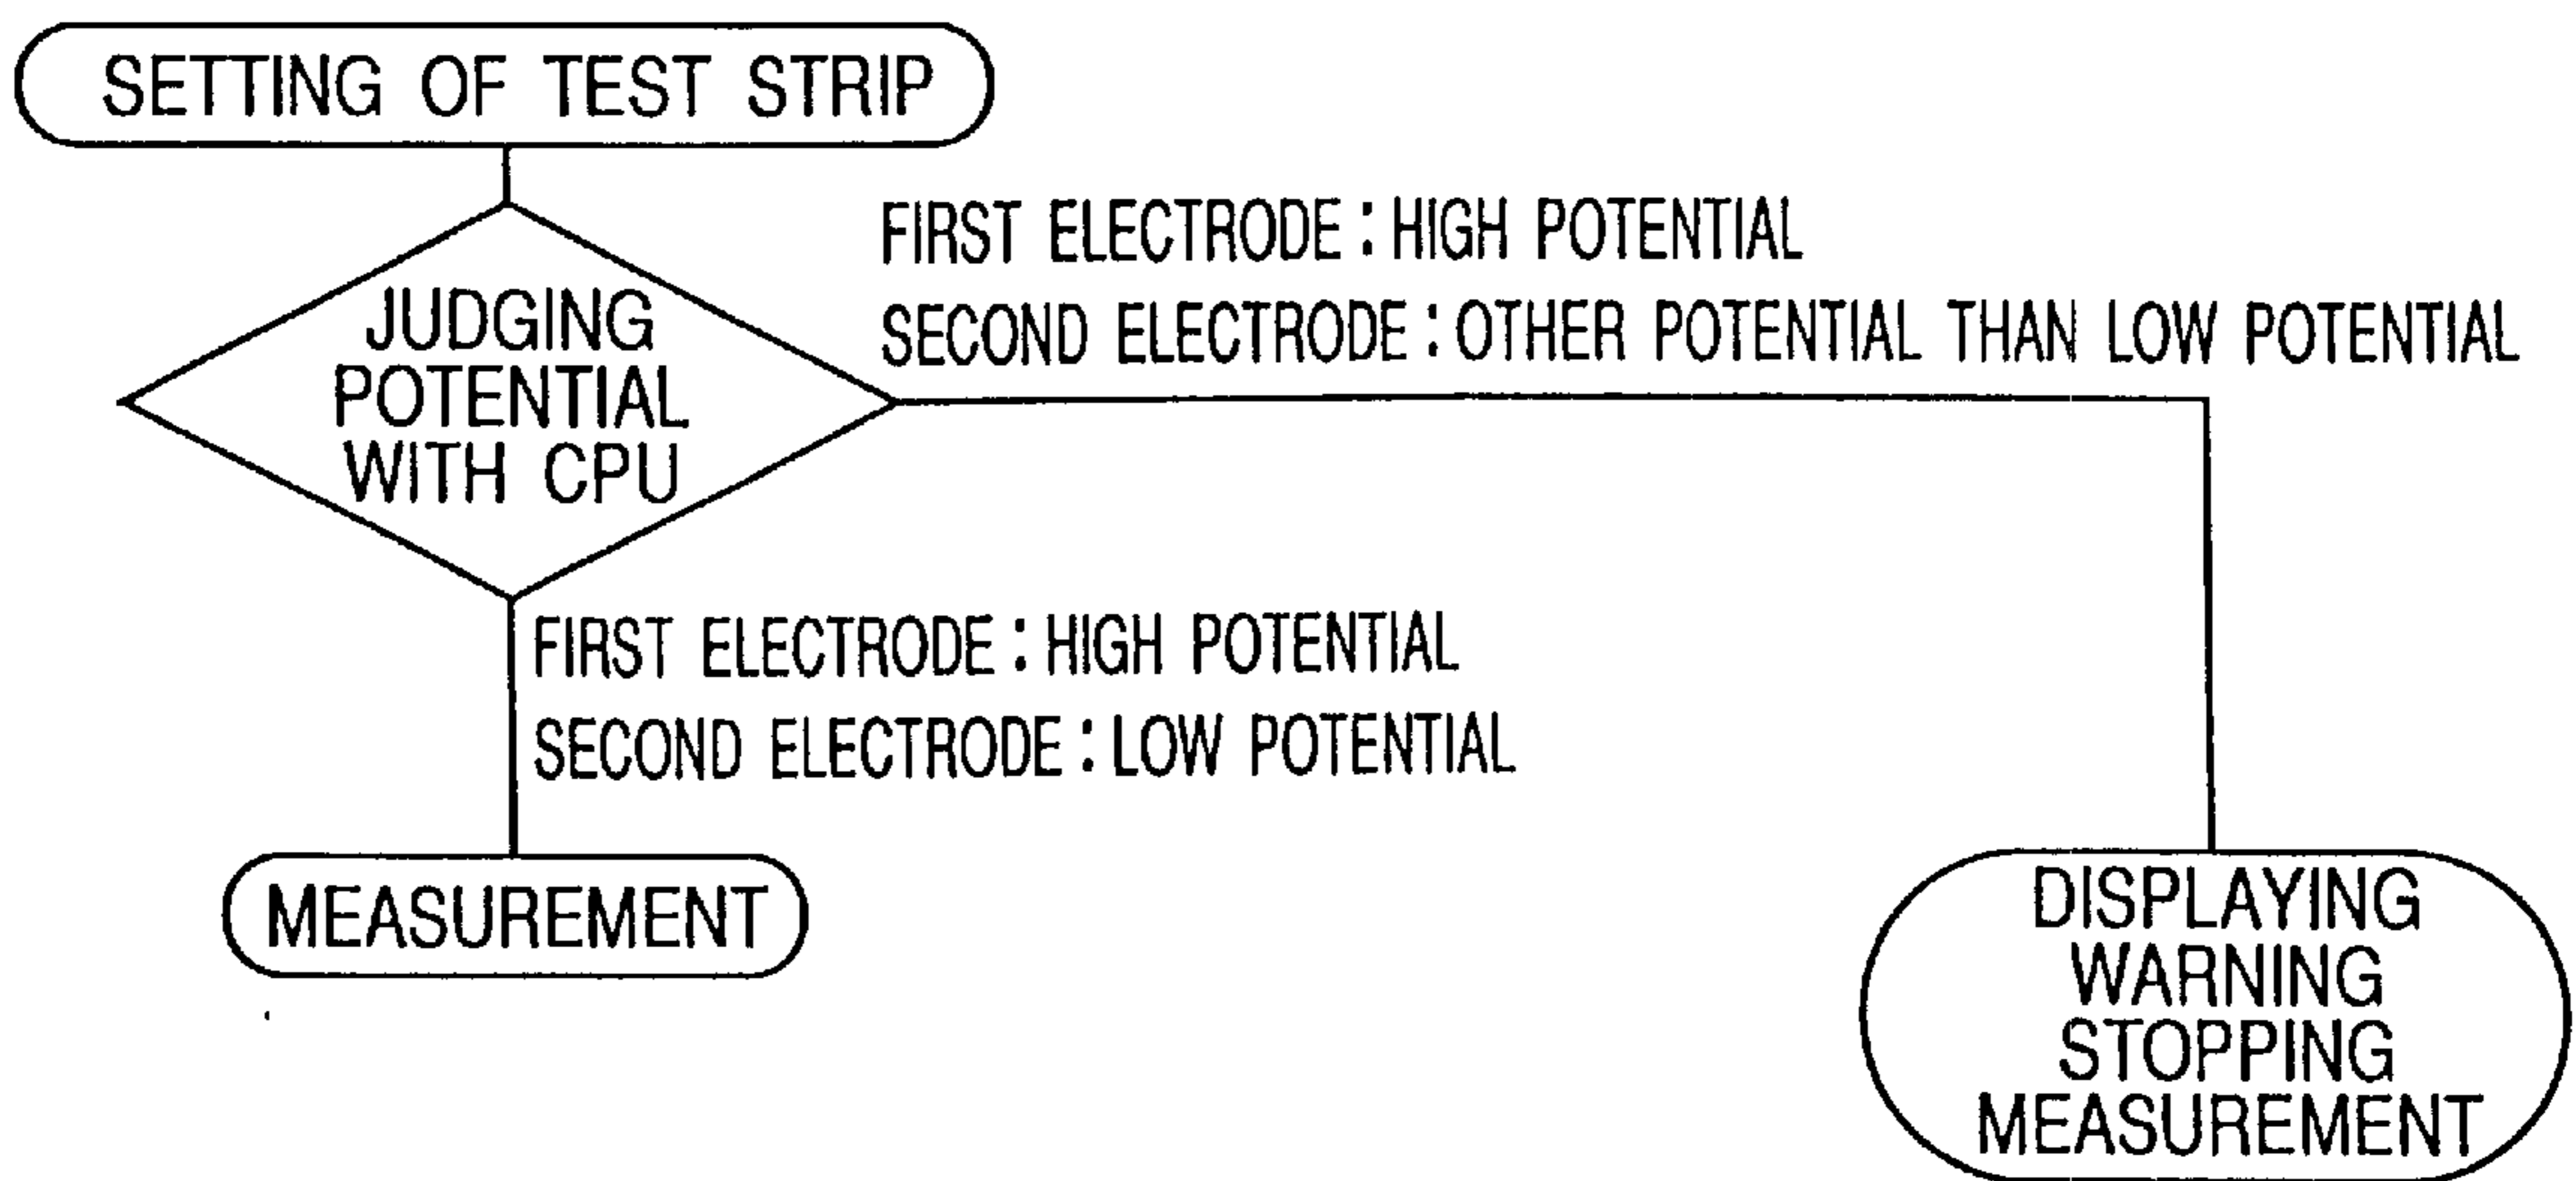 SETTING OF TEST STRIP
JUDGING
POTENTIAL
WITH CPU
FIRST ELECTRODE : HIGH POTENTIAL
SECOND ELECTRODE : OTHER POTENTIAL THAN LOW POTENTIAL
FIRST ELECTRODE : HIGH POTENTIAL
SECOND ELECTRODE : LOW POTENTIAL
MEASUREMENT
DISPLAYING
WARNING
STOPPING
MEASUREMENT